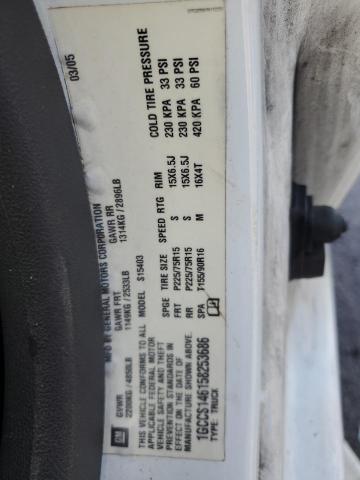 GM
MFD BY GENERAL MOTORS CORPORATION
03/05
GVWR GAWR FRT GAWR RR
2200KG/4850LB 1149KG/2533LB 1314KG/2896LB
THIS VEHICLE CONFORMS TO ALL
APPLICABLE FEDERAL MOTOR
VEHICLE SAFETY AND THEFT
PREVENTION STANDARDS IN
EFFECT ON THE DATE OF
MANUFACTURE SHOWN ABOVE.
1GCCS146158253686
TYPE: TRUCK
MODEL: S15403
SPGE TIRE SIZE SPEED RTG RIM COLD TIRE PRESSURE
FRT P225/75R15 S 15X6.5J 230 KPA 33 PSI
RR P225/75R15 S 15X6.5J 230 KPA 33 PSI
SPA T155/90R16 M 16X4T 420 KPA 60 PSI